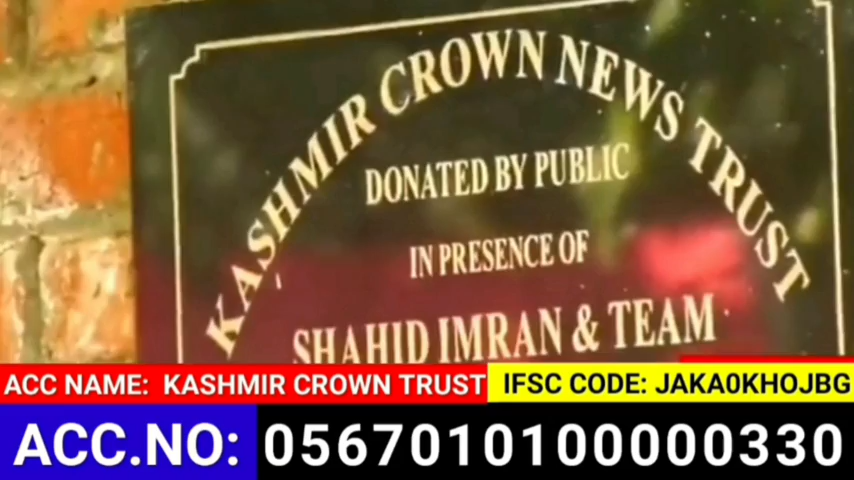 KASHMIR CROWN NEWS TRUST
DONATED BY PUBLIC
IN PRESENCE OF
SHAHID IMRAN & TEAM
ACC NAME: KASHMIR CROWN TRUST
IFSC CODE: JAKA0KHOJBG
ACC.NO: 0567010100000330